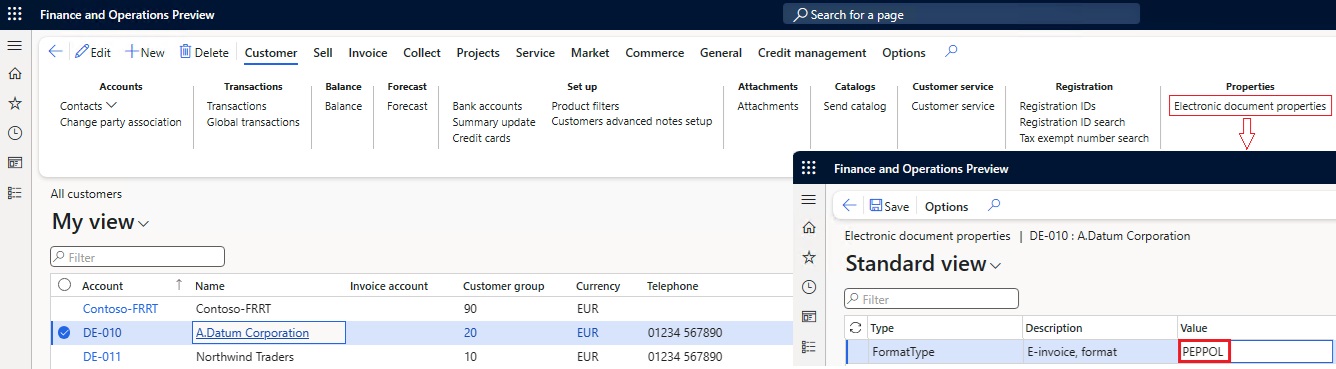 Finance and Operations Preview
Search for a page
Edit
New
Delete
Customer
Sell
Invoice
Collect
Projects
Service
Market
Commerce
General
Credit management
Options
Accounts
Contacts
Change party association
Transactions
Transactions
Global transactions
Balance
Balance
Forecast
Forecast
Set up
Bank accounts
Summary update
Credit cards
Product filters
Customers advanced notes setup
Attachments
Attachments
Catalogs
Send catalog
Customer service
Customer service
Registration
Registration IDs
Registration ID search
Tax exempt number search
Properties
Electronic document properties
All customers
My view
Filter
Account Name Invoice account Customer group Currency Telephone
Contoso-FRRT Contoso-FRRT 90 EUR
DE-010 A.Datum Corporation 20 EUR 01234 567890
DE-011 Northwind Traders 10 EUR 01234 567890
Finance and Operations Preview
Save
Options
Electronic document properties | DE-010 : A.Datum Corporation
Standard view
Filter
Type Description Value
FormatType E-invoice, format PEPPOL